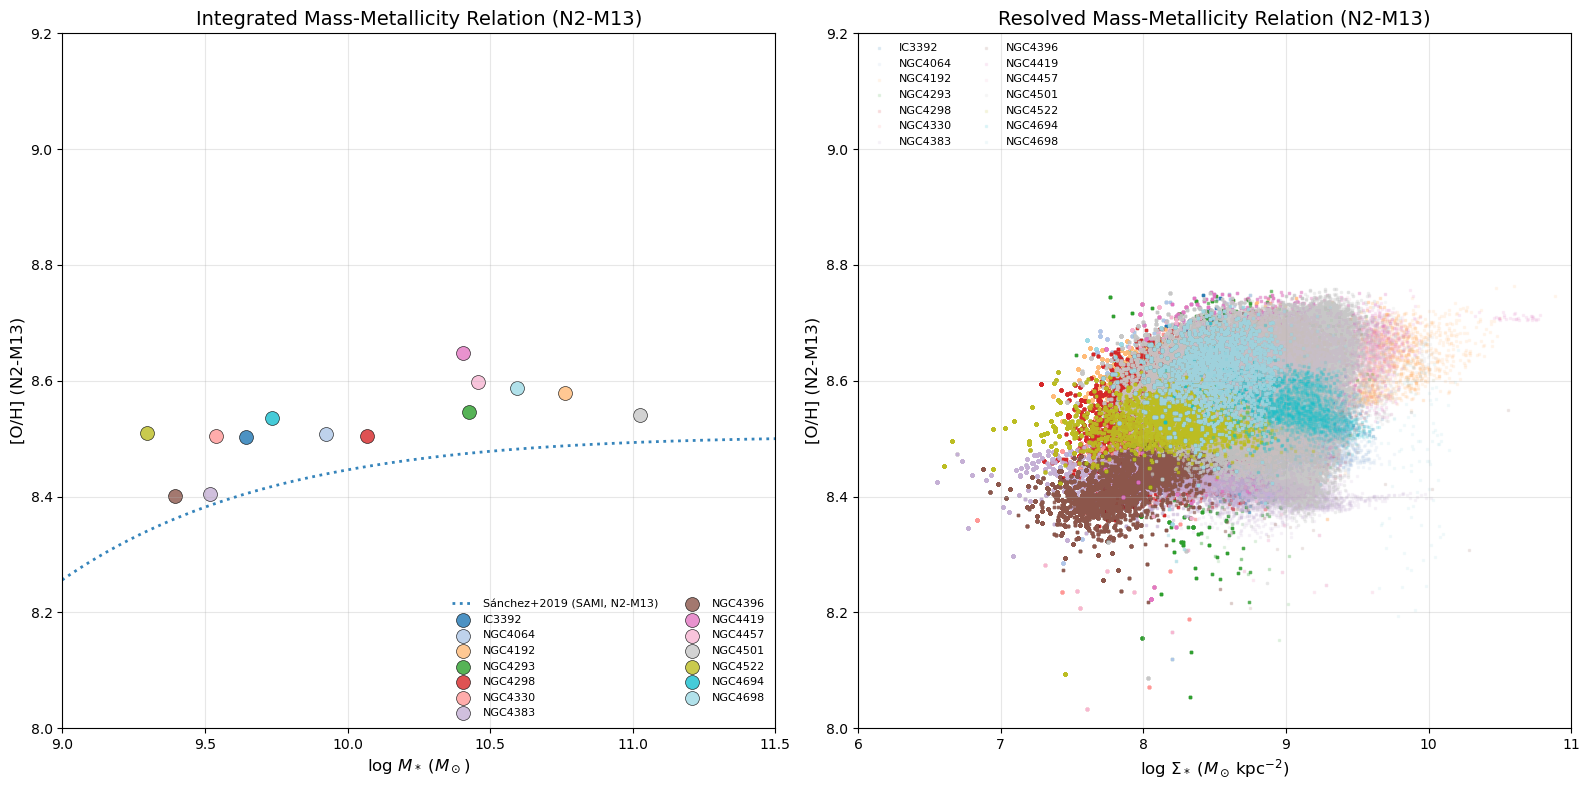 Integrated Mass-Metallicity Relation (N2-M13)
9.2
9.0
8.8
8.6
8.4
8.2
8.0
[O/H] (N2-M13)
Sánchez+2019 (SAMI, N2-M13)
IC3392
NGC4064
NGC4192
NGC4293
NGC4298
NGC4330
NGC4383
NGC4396
NGC4419
NGC4457
NGC4501
NGC4522
NGC4694
NGC4698
9.0 9.5 10.0 10.5 11.0 11.5
log M* (M⊙)
Resolved Mass-Metallicity Relation (N2-M13)
9.2
9.0
8.8
8.6
8.4
8.2
8.0
[O/H] (N2-M13)
IC3392
NGC4064
NGC4192
NGC4293
NGC4298
NGC4330
NGC4383
NGC4396
NGC4419
NGC4457
NGC4501
NGC4522
NGC4694
NGC4698
6 7 8 9 10 11
log Σ* (M⊙ kpc⁻²)